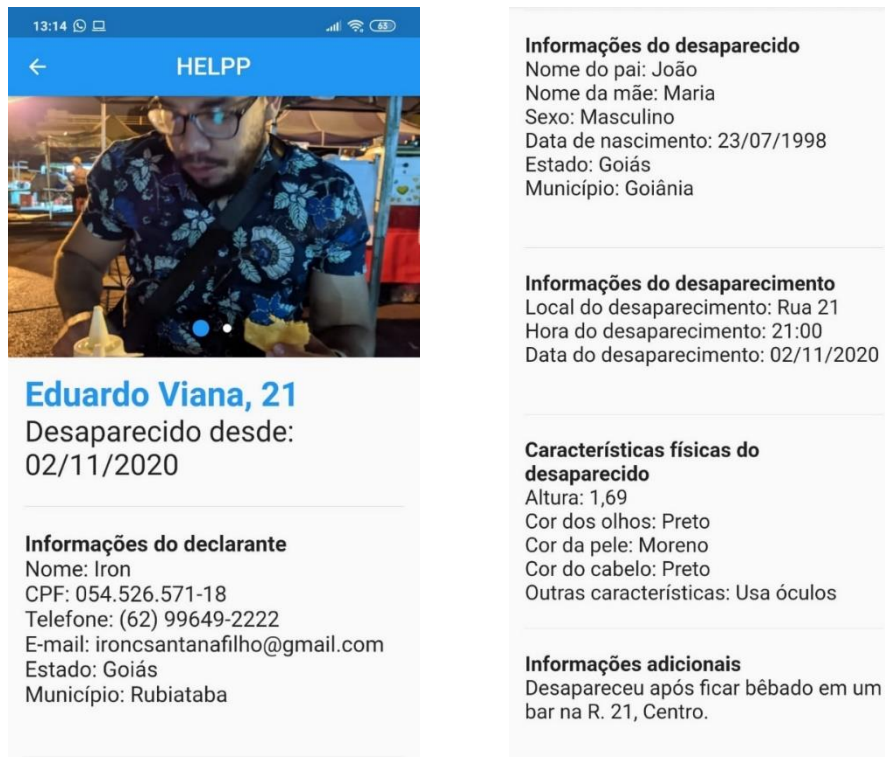 13:14
63
HELPP
Eduardo Viana, 21
Desaparecido desde:
02/11/2020
Informações do declarante
Nome: Iron
CPF: 054.526.571-18
Telefone: (62) 99649-2222
E-mail: ironcsantanafilho@gmail.com
Estado: Goiás
Município: Rubiataba
Informações do desaparecido
Nome do pai: João
Nome da mãe: Maria
Sexo: Masculino
Data de nascimento: 23/07/1998
Estado: Goiás
Município: Goiânia
Informações do desaparecimento
Local do desaparecimento: Rua 21
Hora do desaparecimento: 21:00
Data do desaparecimento: 02/11/2020
Características físicas do
desaparecido
Altura: 1,69
Cor dos olhos: Preto
Cor da pele: Moreno
Cor do cabelo: Preto
Outras características: Usa óculos
Informações adicionais
Desapareceu após ficar bêbado em um
bar na R. 21, Centro.